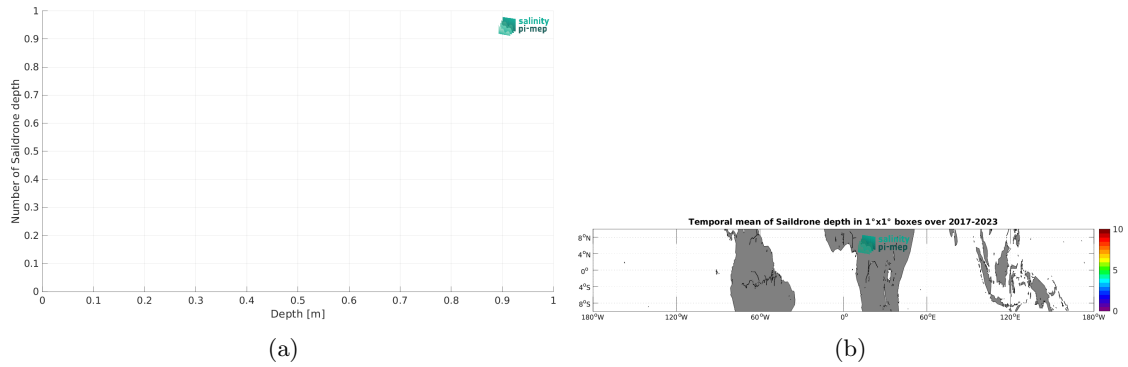 salinity
pi-mep
Number of Saildrone depth
1
0.9
0.8
0.7
0.6
0.5
0.4
0.3
0.2
0.1
0
0 0.1 0.2 0.3 0.4 0.5 0.6 0.7 0.8 0.9 1
Depth [m]
(a)
Temporal mean of Saildrone depth in 1°x1° boxes over 2017-2023
salinity
pi-mep
8°N
4°N
0°
4°S
8°S
180°W 120°W 60°W 0° 60°E 120°E 180°W
10
5
0
(b)